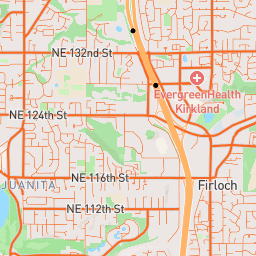 NE 132nd St
EvergreenHealth
Kirkland
NE 124th St
NE 116th St
JUANITA
Firloch
NE 112th St